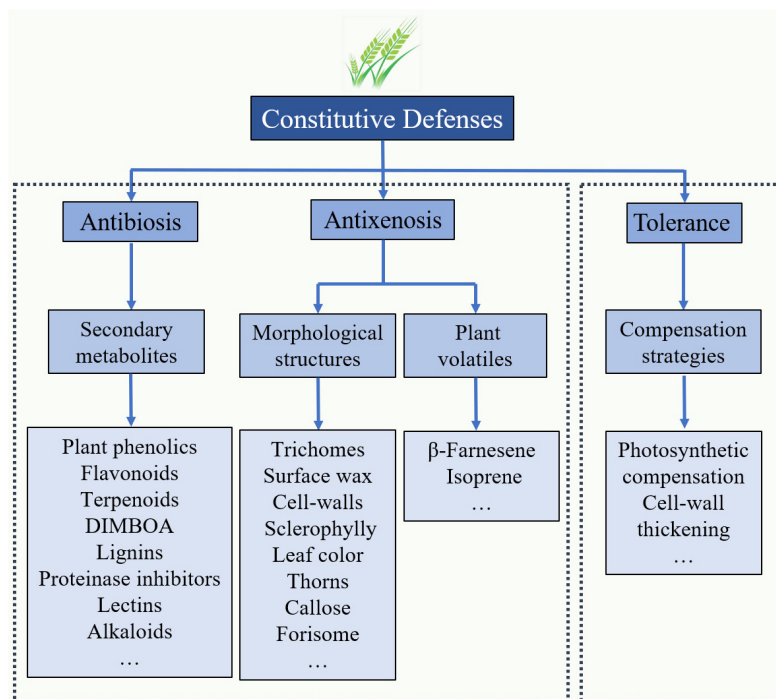 Constitutive Defenses
Antibiosis
Antixenosis
Tolerance
Secondary
metabolites
Morphological
structures
Plant
volatiles
Compensation
strategies
Plant phenolics
Flavonoids
Terpenoids
DIMBOA
Lignins
Proteinase inhibitors
Lectins
Alkaloids
…
Trichomes
Surface wax
Cell-walls
Sclerophylly
Leaf color
Thorns
Callose
Forisome
…
β-Farnesene
Isoprene
…
Photosynthetic
compensation
Cell-wall
thickening
…